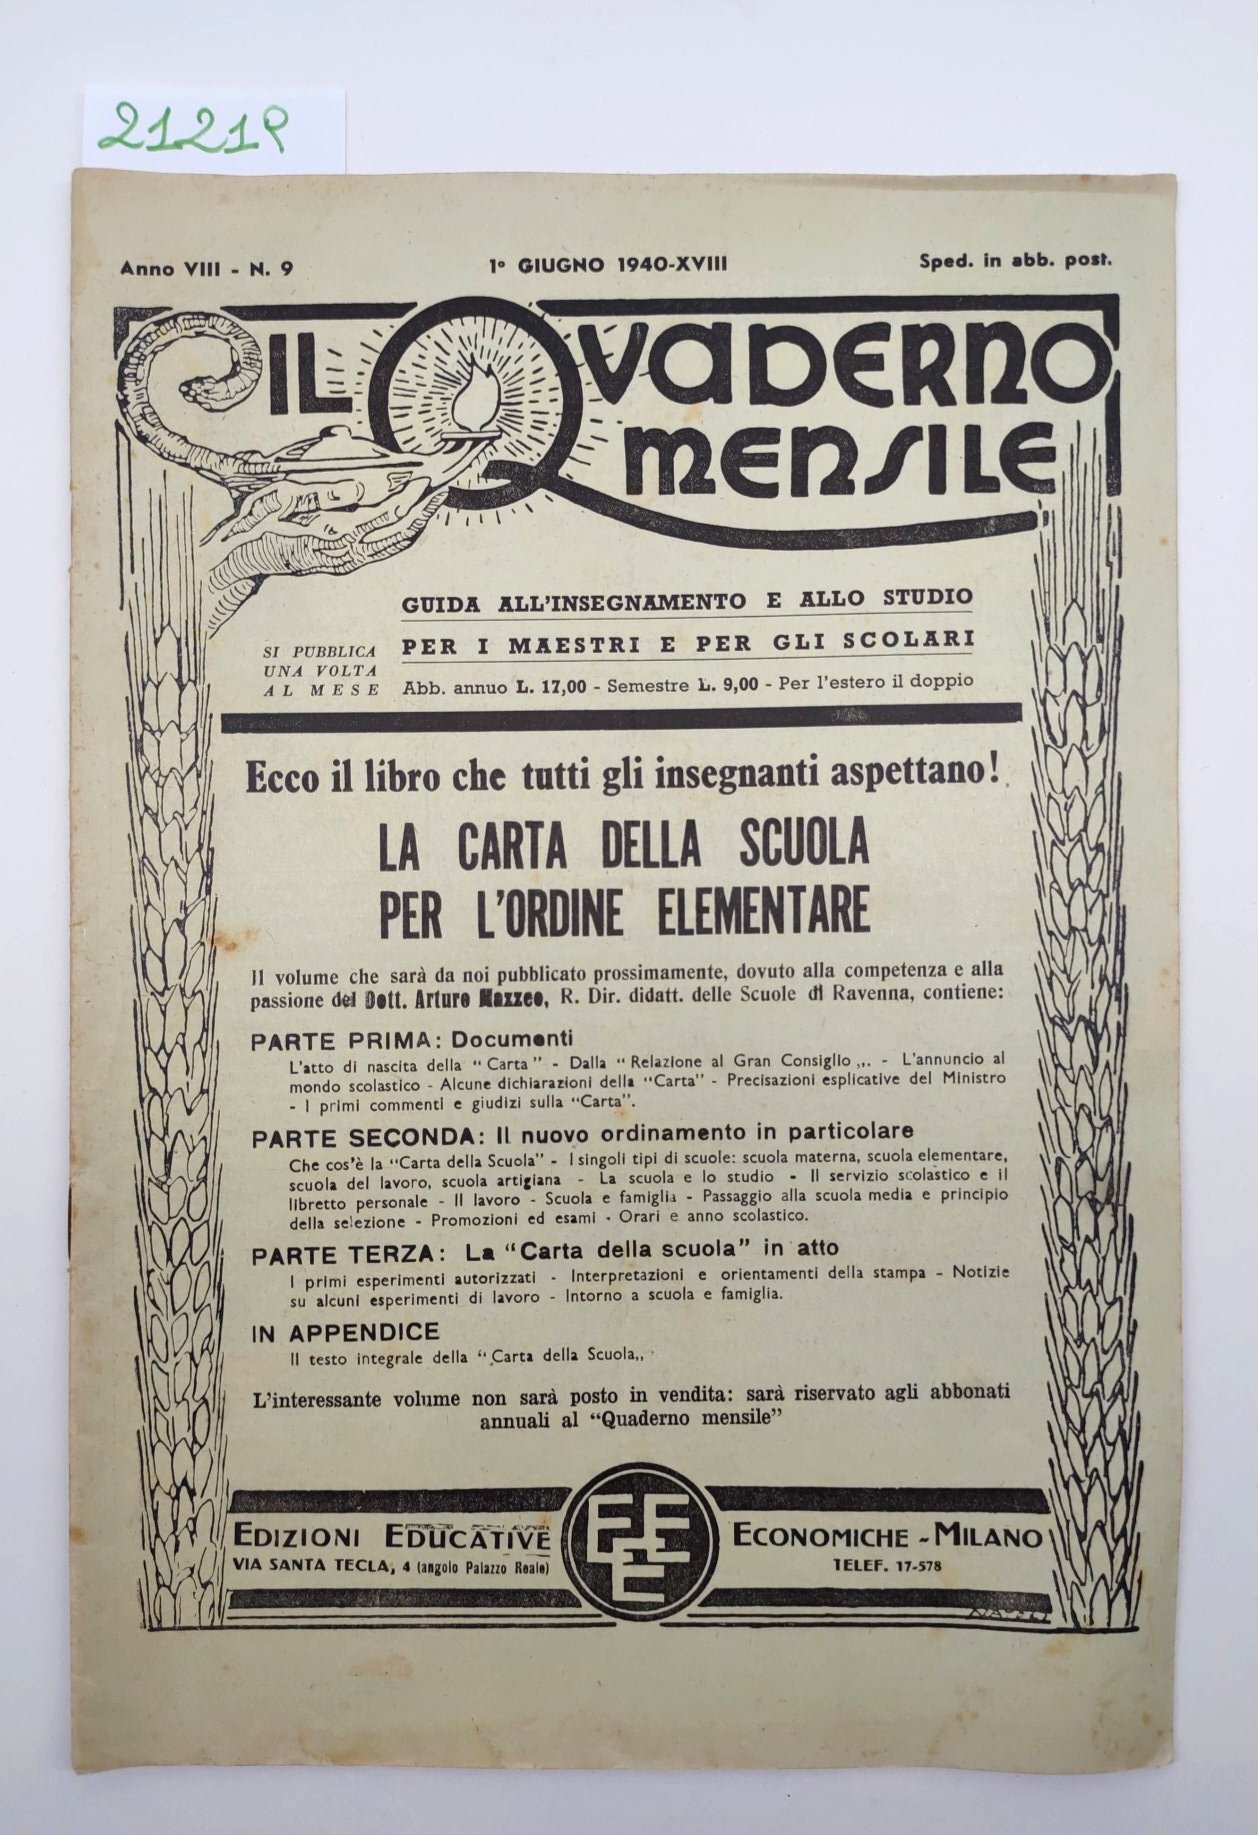 21219
Anno VIII - N. 9 1° GIUGNO 1940-XVIII Sped. in abb. post.
IL QVADERNO
MENSILE
GUIDA ALL'INSEGNAMENTO E ALLO STUDIO
PER I MAESTRI E PER GLI SCOLARI
SI PUBBLICA
UNA VOLTA
AL MESE
Abb. annuo L. 17,00 - Semestre L. 9,00 - Per l'estero il doppio
Ecco il libro che tutti gli insegnanti aspettano!
LA CARTA DELLA SCUOLA
PER L'ORDINE ELEMENTARE
Il volume che sarà da noi pubblicato prossimamente, dovuto alla competenza e alla
passione del Dott. Arturo Mazzeo, R. Dir. didatt. delle Scuole di Ravenna, contiene:
PARTE PRIMA: Documenti
L'atto di nascita della "Carta" - Dalla "Relazione al Gran Consiglio„. - L'annuncio al
mondo scolastico - Alcune dichiarazioni della "Carta" - Precisazioni esplicative del Ministro
- I primi commenti e giudizi sulla "Carta".
PARTE SECONDA: Il nuovo ordinamento in particolare
Che cos'è la "Carta della Scuola" - I singoli tipi di scuole: scuola materna, scuola elementare,
scuola del lavoro, scuola artigiana - La scuola e lo studio - Il servizio scolastico e il
libretto personale - Il lavoro - Scuola e famiglia - Passaggio alla scuola media e principio
della selezione - Promozioni ed esami - Orari e anno scolastico.
PARTE TERZA: La "Carta della scuola" in atto
I primi esperimenti autorizzati - Interpretazioni e orientamenti della stampa - Notizie
su alcuni esperimenti di lavoro - Intorno a scuola e famiglia.
IN APPENDICE
Il testo integrale della "Carta della Scuola„
L'interessante volume non sarà posto in vendita: sarà riservato agli abbonati
annuali al "Quaderno mensile"
EDIZIONI EDUCATIVE ECONOMICHE - MILANO
VIA SANTA TECLA, 4 (angolo Palazzo Reale) TELEF. 17-578